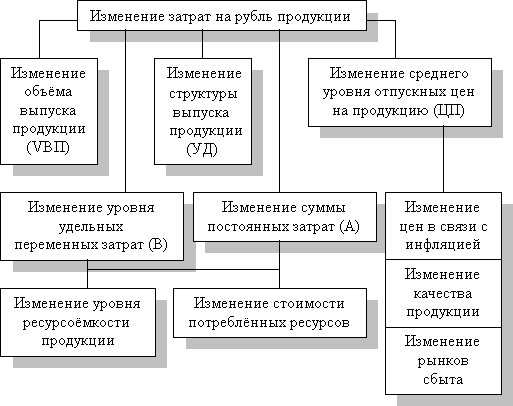 Изменение затрат на рубль продукции
Изменение
объёма
выпуска
продукции
(VВП)
Изменение
структуры
выпуска
продукции
(УД)
Изменение среднего
уровня отпускных цен
на продукцию (ЦП)
Изменение уровня
удельных
переменных затрат (В)
Изменение суммы
постоянных затрат (А)
Изменение
цен в связи с
инфляцией
Изменение уровня
ресурсоёмкости
продукции
Изменение стоимости
потреблённых ресурсов
Изменение
качества
продукции
Изменение
рынков
сбыта